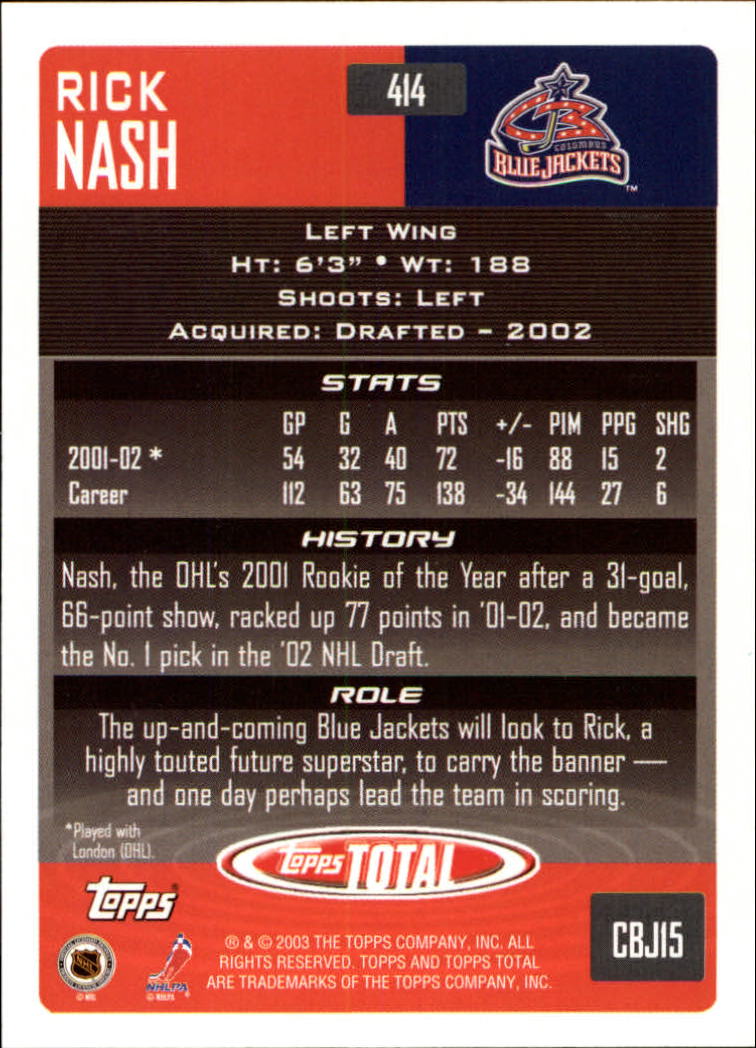 RICK
NASH
414
COLUMBUS
BLUE JACKETS
TM
LEFT WING
HT: 6'3" • WT: 188
SHOOTS: LEFT
ACQUIRED: DRAFTED – 2002
STATS
GP G A PTS +/- PIM PPG SHG
2001-02 * 54 32 40 72 -16 88 15 2
Career 112 63 75 138 -34 144 27 6
HISTORY
Nash, the OHL's 2001 Rookie of the Year after a 31-goal,
66-point show, racked up 77 points in '01-02, and became
the No. 1 pick in the '02 NHL Draft.
ROLE
The up-and-coming Blue Jackets will look to Rick, a
highly touted future superstar, to carry the banner —
and one day perhaps lead the team in scoring.
*Played with
London (OHL).
topps TOTAL
topps®
CBJ15
® & © 2003 THE TOPPS COMPANY, INC. ALL
RIGHTS RESERVED. TOPPS AND TOPPS TOTAL
ARE TRADEMARKS OF THE TOPPS COMPANY, INC.
NHL
© NHL
NHLPA
© NHLPA